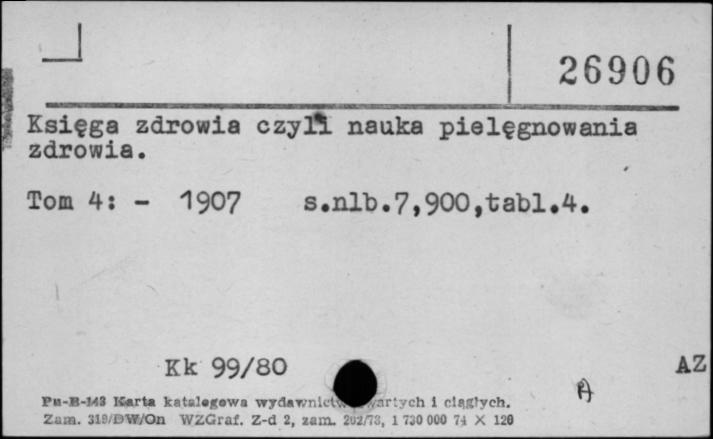 26906
Księga zdrowia czyli nauka pielęgnowania
zdrowia.
Tom 4: - 1907 s.nlb.7,900,tabl.4.
Kk 99/80
AZ
Pu-B-143 Karta katalogowa wydawnictw zwartych i ciągłych.
Zam. 319/DW/On WZGraf. Z-d 2, zam. 202/73, 1 730 000 74 X 120